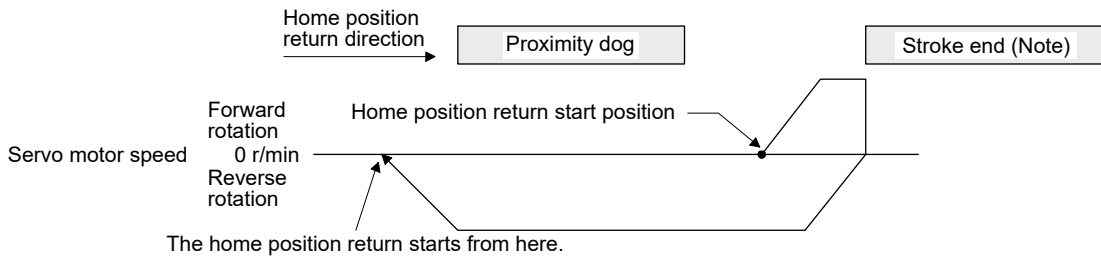 Home position
return direction
Proximity dog
Stroke end (Note)
Home position return start position
Forward
rotation
Servo motor speed 0 r/min
Reverse
rotation
The home position return starts from here.